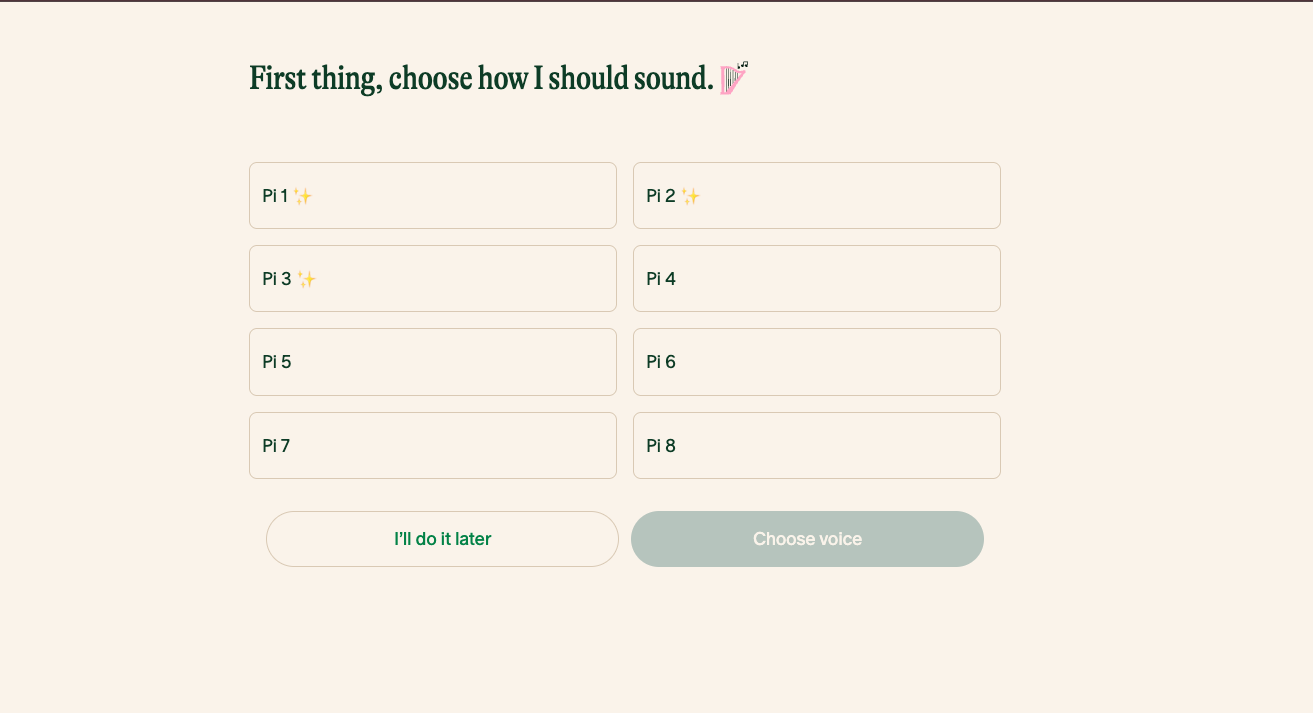 First thing, choose how I should sound.
Pi 1 ✨
Pi 2 ✨
Pi 3 ✨
Pi 4
Pi 5
Pi 6
Pi 7
Pi 8
I’ll do it later
Choose voice